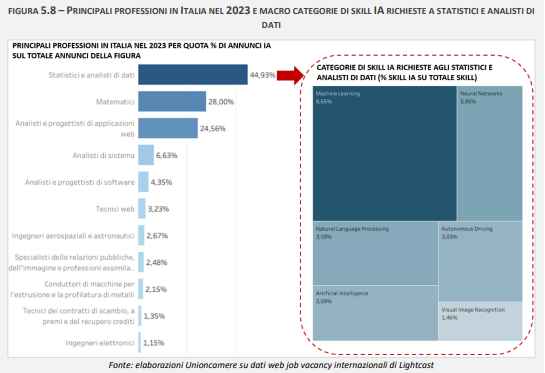 FIGURA 5.8 – PRINCIPALI PROFESSIONI IN ITALIA NEL 2023 E MACRO CATEGORIE DI SKILL IA RICHIESTE A STATISTICI E ANALISTI DI
DATI
PRINCIPALI PROFESSIONI IN ITALIA NEL 2023 PER QUOTA % DI ANNUNCI IA
SUL TOTALE ANNUNCI DELLA FIGURA
Statistici e analisti di dati 44,93%
Matematici 28,00%
Analisti e progettisti di applicazioni
web 24,56%
Analisti di sistema 6,63%
Analisti e progettisti di software 4,35%
Tecnici web 3,23%
Ingegneri aerospaziali e astronautici 2,67%
Specialisti delle relazioni pubbliche,
dell'immagine e professioni assimila.. 2,48%
Conduttori di macchine per
l'estrusione e la profilatura di metalli 2,15%
Tecnici dei contratti di scambio, a
premi e del recupero crediti 1,35%
Ingegneri elettronici 1,15%
CATEGORIE DI SKILL IA RICHIESTE AGLI STATISTICI E
ANALISTI DI DATI (% SKILL IA SU TOTALE SKILL)
Machine Learning
8,65%
Neural Networks
3,95%
Natural Language Processing
3,59%
Autonomous Driving
3,03%
Artificial Intelligence
3,09%
Visual Image Recognition
1,46%
Fonte: elaborazioni Unioncamere su dati web job vacancy internazionali di Lightcast